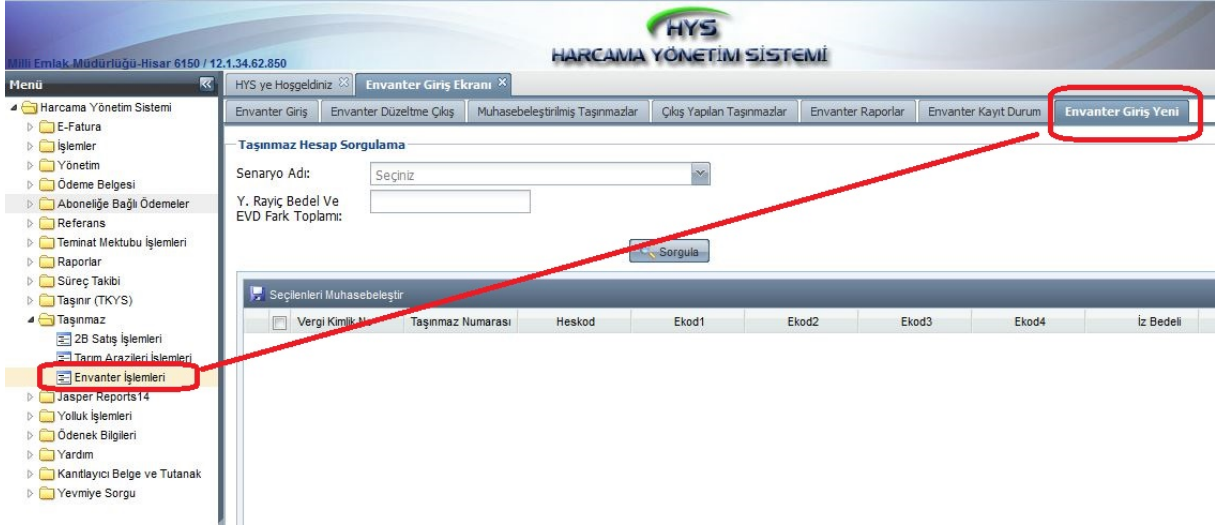 HYS
HARCAMA YÖNETİM SİSTEMİ
Milli Emlak Müdürlüğü-Hisar 6150 / 12.1.34.62.850
Menü
HYS ye Hoşgeldiniz
Envanter Giriş Ekranı
Harcama Yönetim Sistemi
E-Fatura
İşlemler
Yönetim
Ödeme Belgesi
Aboneliğe Bağlı Ödemeler
Referans
Teminat Mektubu İşlemleri
Raporlar
Süreç Takibi
Taşınır (TKYS)
Taşınmaz
2B Satış İşlemleri
Tarım Arazileri İşlemleri
Envanter İşlemleri
Jasper Reports14
Yolluk İşlemleri
Ödenek Bilgileri
Yardım
Kanıtlayıcı Belge ve Tutanak
Yevmiye Sorgu
Envanter Giriş Envanter Düzeltme Çıkış Muhasebeleştirilmiş Taşınmazlar Çıkış Yapılan Taşınmazlar Envanter Raporlar Envanter Kayıt Durum Envanter Giriş Yeni
Taşınmaz Hesap Sorgulama
Senaryo Adı: Seçiniz
Y. Rayiç Bedel Ve
EVD Fark Toplamı:
Sorgula
Seçilenleri Muhasebeleştir
Vergi Kimlik No Taşınmaz Numarası Heskod Ekod1 Ekod2 Ekod3 Ekod4 İz Bedeli